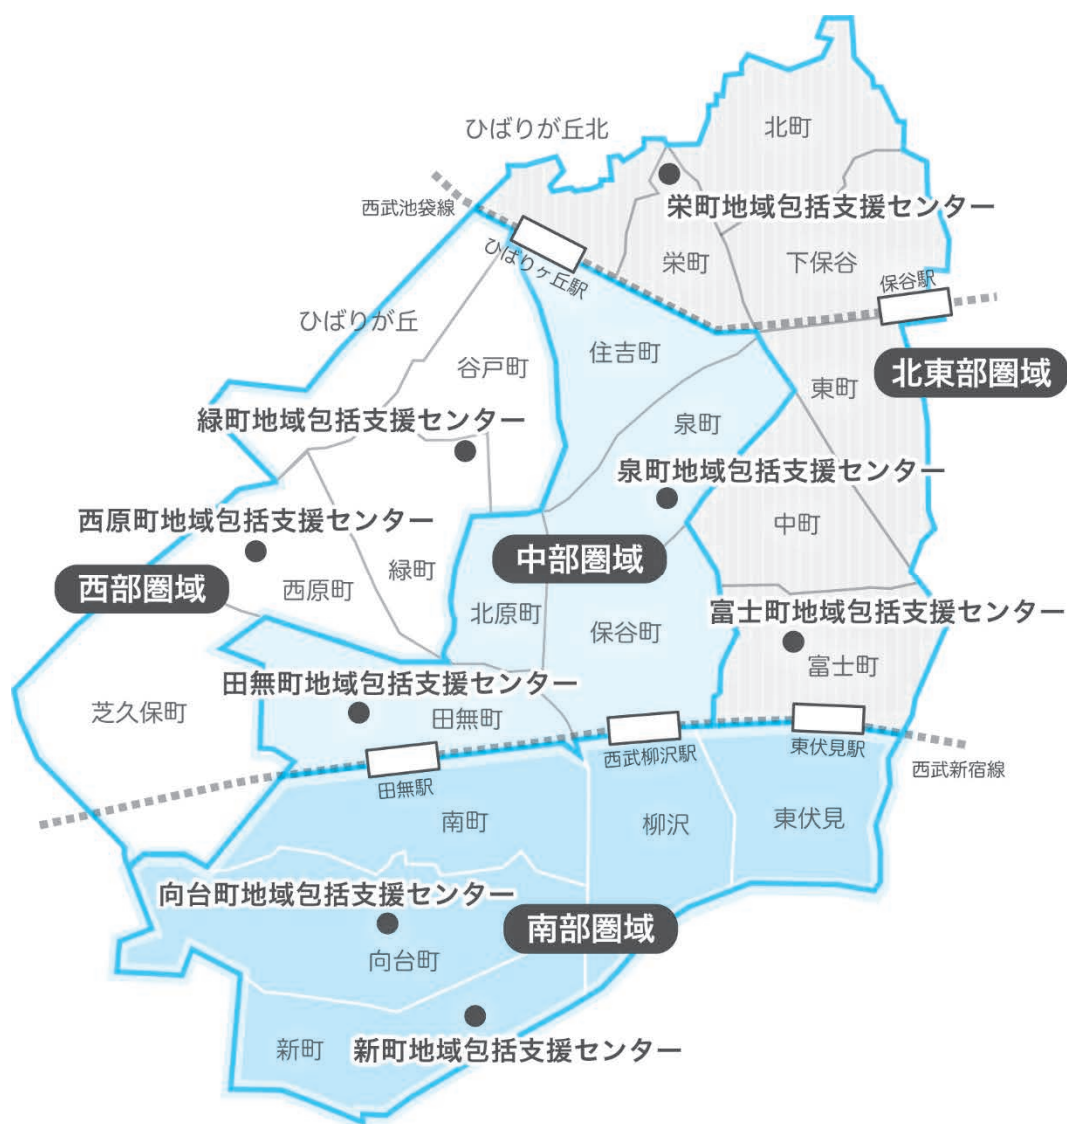 北町
ひばりが丘北
栄町地域包括支援センター
西武池袋線
ひばりヶ丘駅
栄町
下保谷
保谷駅
ひばりが丘
住吉町
谷戸町
北東部圏域
東町
緑町地域包括支援センター
泉町
泉町地域包括支援センター
西原町地域包括支援センター
中町
中部圏域
西部圏域
緑町
西原町
北原町
保谷町
富士町地域包括支援センター
富士町
田無町地域包括支援センター
芝久保町
田無町
西武柳沢駅
東伏見駅
西武新宿線
田無駅
南町
柳沢
東伏見
向台町地域包括支援センター
南部圏域
向台町
新町
新町地域包括支援センター